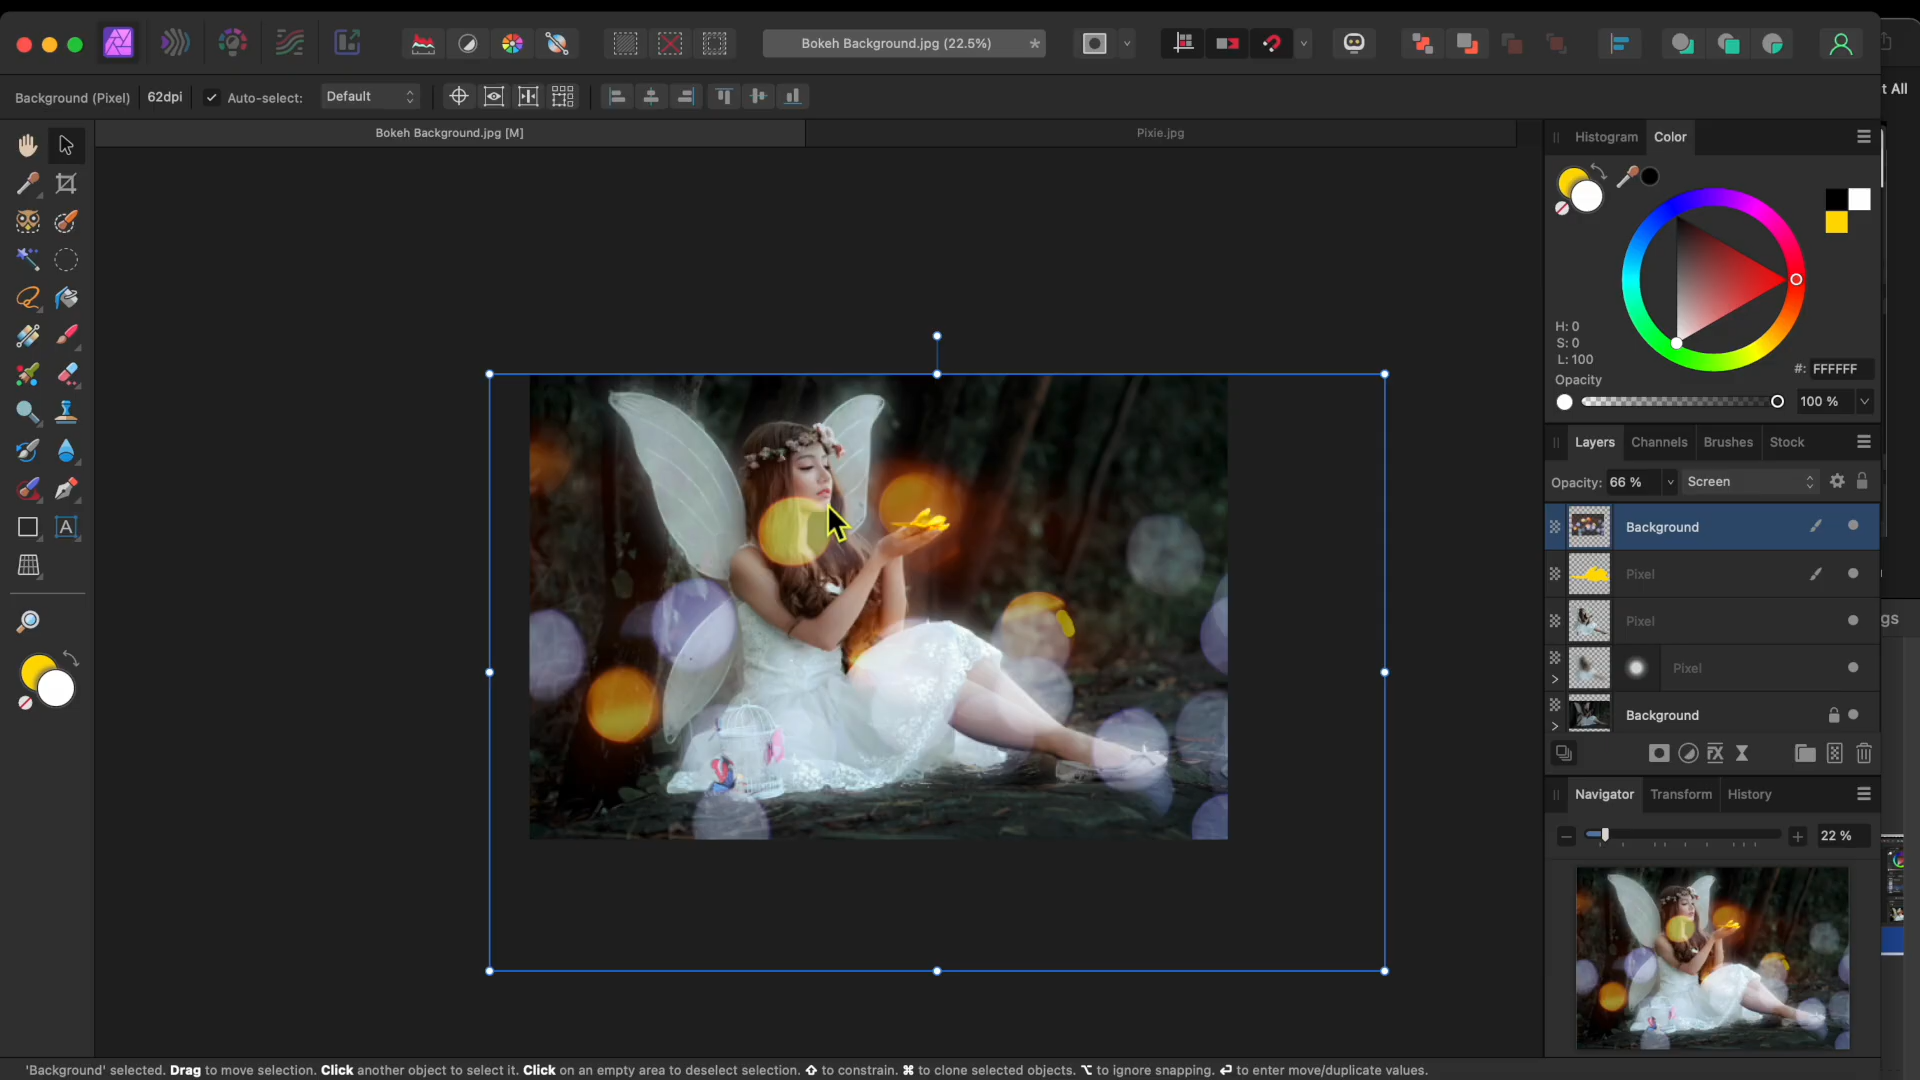 Bokeh Background.jpg (22.5%)
*
t All
Background (Pixel)
62dpi
Auto-select:
Default
Bokeh Background.jpg [M]
Pixie.jpg
Histogram
Color
H: 0
S: 0
L: 100
#: FFFFFF
Opacity
100 %
Layers
Channels
Brushes
Stock
Opacity: 66 %
Screen
Background
Pixel
Pixel
gs
Pixel
Background
FX
Navigator
Transform
History
22 %
A
'Background' selected. Drag to move selection. Click another object to select it. Click on an empty area to deselect selection. ⇧ to constrain. ⌘ to clone selected objects. ⌥ to ignore snapping. ⏎ to enter move/duplicate values.